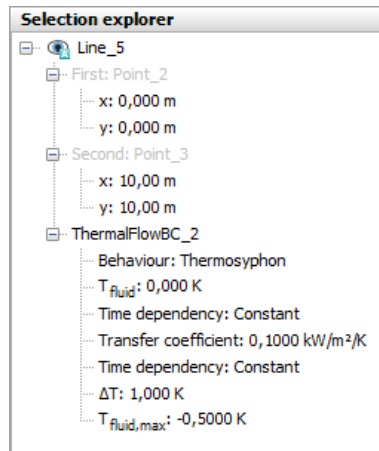 Selection explorer
Line_5
First: Point_2
x: 0,000 m
y: 0,000 m
Second: Point_3
x: 10,00 m
y: 10,00 m
ThermalFlowBC_2
Behaviour: Thermosyphon
T_fluid: 0,000 K
Time dependency: Constant
Transfer coefficient: 0,1000 kW/m²/K
Time dependency: Constant
ΔT: 1,000 K
T_fluid,max: -0,5000 K